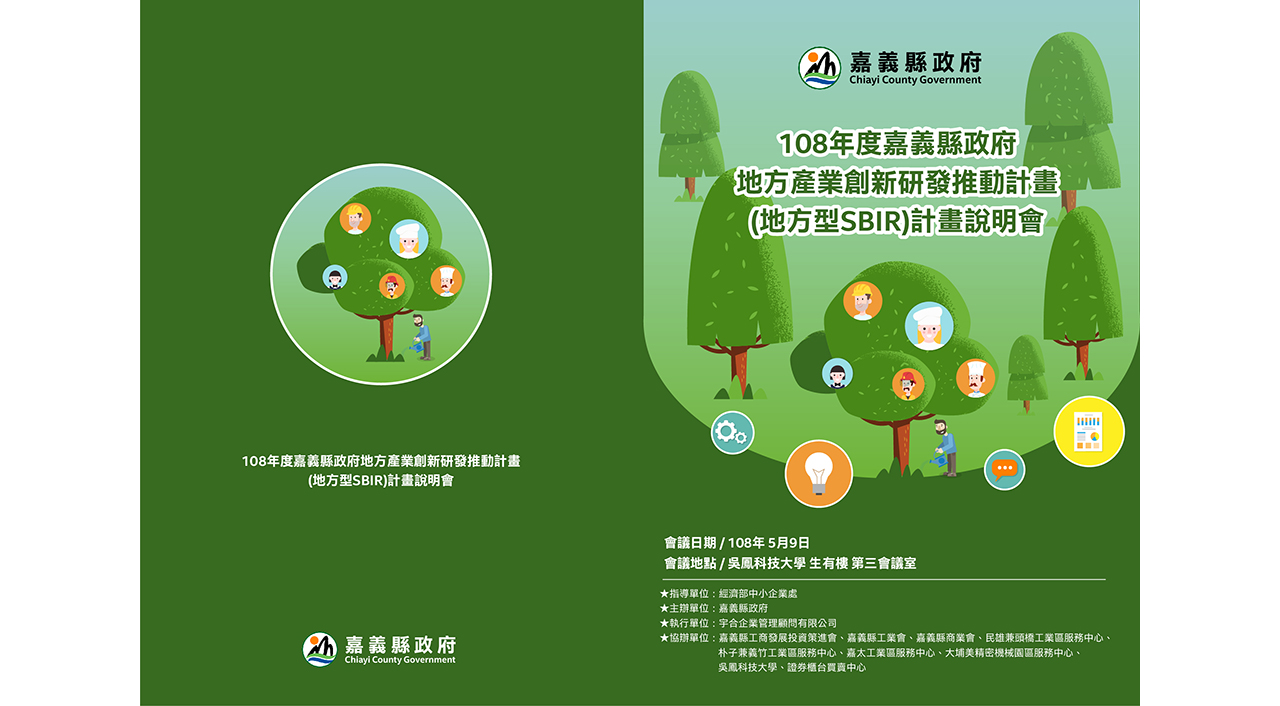 108年度嘉義縣政府地方產業創新研發推動計畫
(地方型SBIR)計畫說明會
嘉義縣政府
Chiayi County Government
嘉義縣政府
Chiayi County Government
108年度嘉義縣政府
地方產業創新研發推動計畫
(地方型SBIR)計畫說明會
會議日期 / 108年 5月9日
會議地點 / 吳鳳科技大學 生有樓 第三會議室
★指導單位：經濟部中小企業處
★主辦單位：嘉義縣政府
★執行單位：宇合企業管理顧問有限公司
★協辦單位：嘉義縣工商發展投資策進會、嘉義縣工業會、嘉義縣商業會、民雄兼頭橋工業區服務中心、
朴子兼義竹工業區服務中心、嘉太工業區服務中心、大埔美精密機械園區服務中心、
吳鳳科技大學、證券櫃台買賣中心